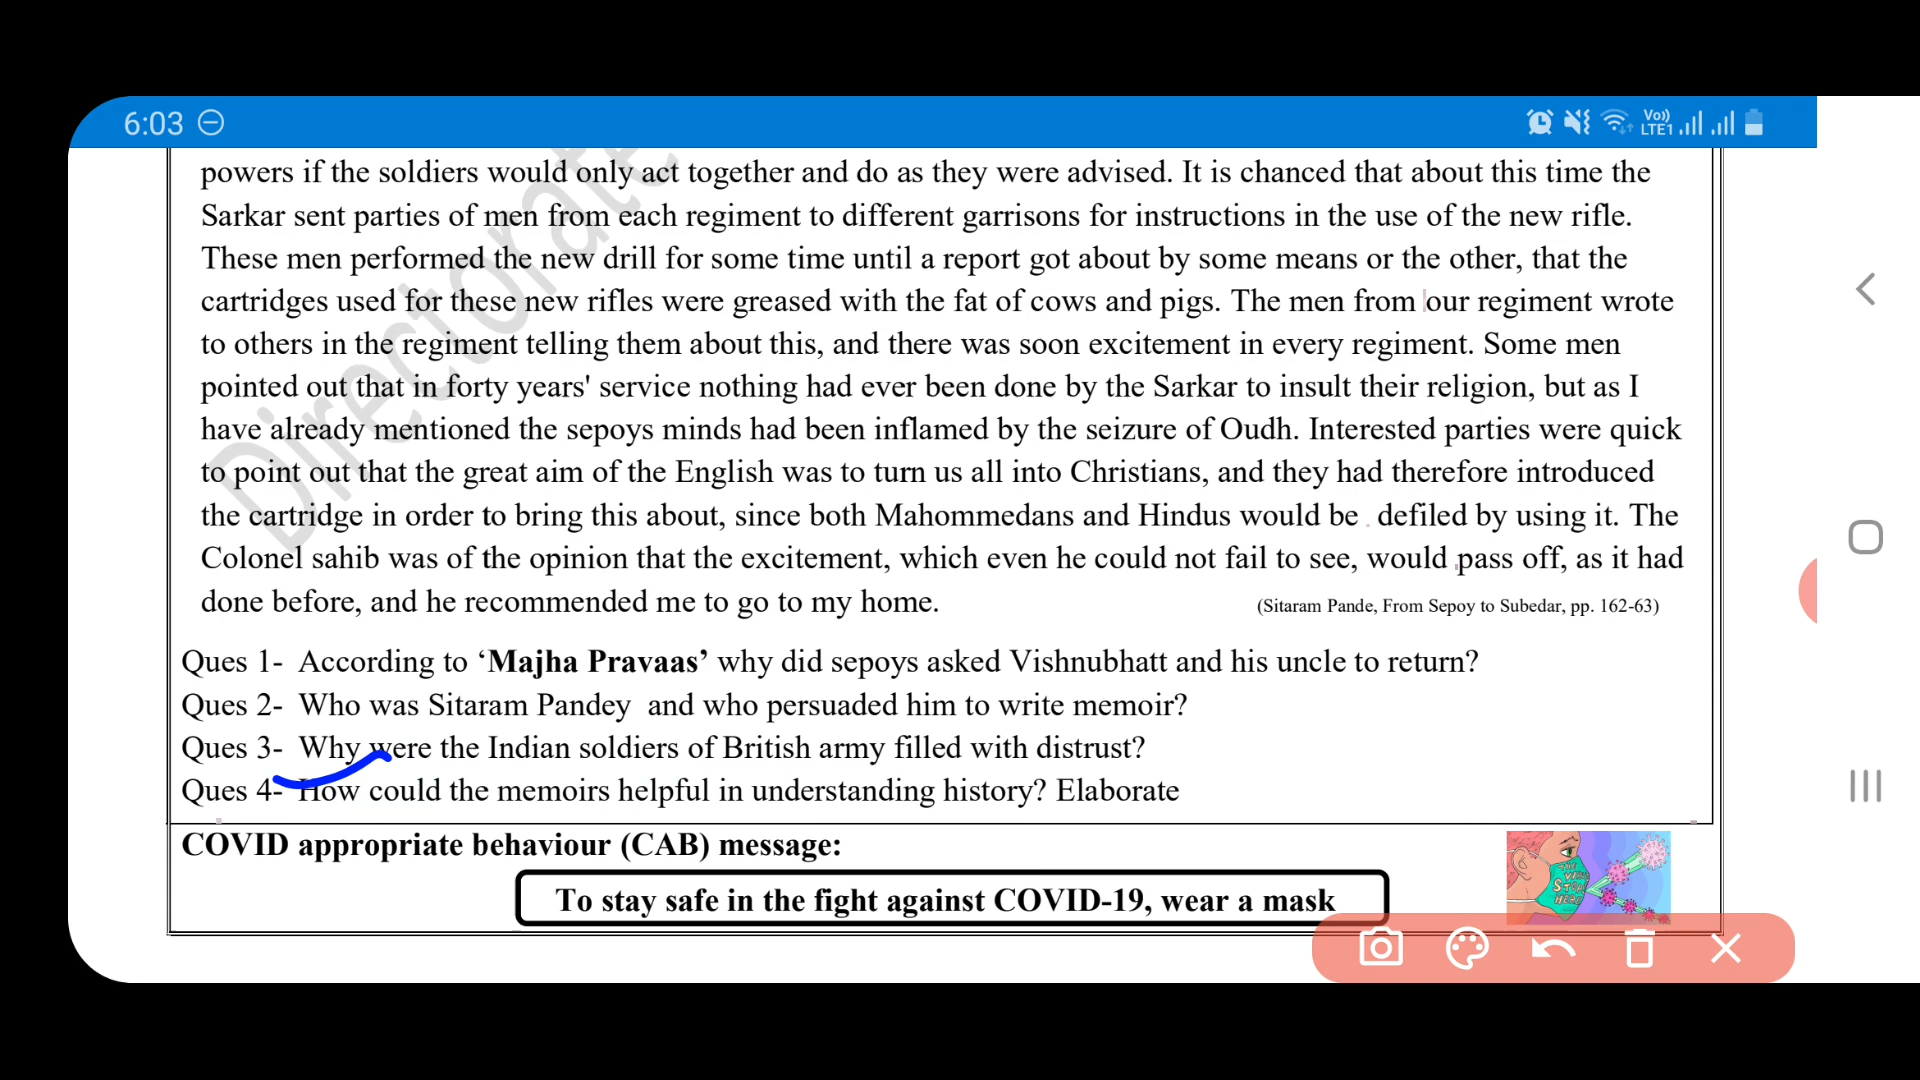 6:03
Vo))
LTE1
powers if the soldiers would only act together and do as they were advised. It is chanced that about this time the
Sarkar sent parties of men from each regiment to different garrisons for instructions in the use of the new rifle.
These men performed the new drill for some time until a report got about by some means or the other, that the
cartridges used for these new rifles were greased with the fat of cows and pigs. The men from our regiment wrote
to others in the regiment telling them about this, and there was soon excitement in every regiment. Some men
pointed out that in forty years' service nothing had ever been done by the Sarkar to insult their religion, but as I
have already mentioned the sepoys minds had been inflamed by the seizure of Oudh. Interested parties were quick
to point out that the great aim of the English was to turn us all into Christians, and they had therefore introduced
the cartridge in order to bring this about, since both Mahommedans and Hindus would be defiled by using it. The
Colonel sahib was of the opinion that the excitement, which even he could not fail to see, would pass off, as it had
done before, and he recommended me to go to my home. (Sitaram Pande, From Sepoy to Subedar, pp. 162-63)
Directorate
Ques 1- According to ‘Majha Pravaas’ why did sepoys asked Vishnubhatt and his uncle to return?
Ques 2- Who was Sitaram Pandey and who persuaded him to write memoir?
Ques 3- Why were the Indian soldiers of British army filled with distrust?
Ques 4- How could the memoirs helpful in understanding history? Elaborate
COVID appropriate behaviour (CAB) message:
To stay safe in the fight against COVID-19, wear a mask
THE
VIRUS
STOPS
HERE